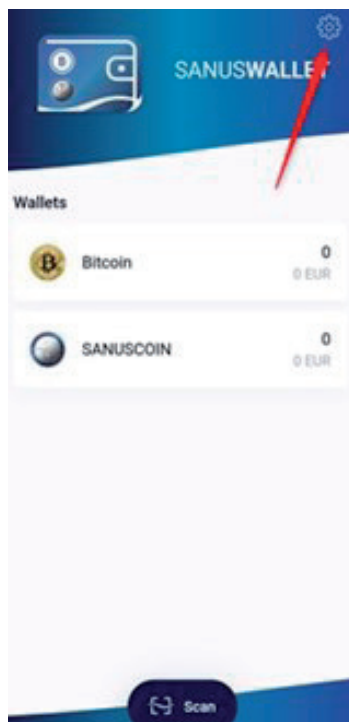 SANUSWALLET
Wallets
Bitcoin
0
0 EUR
SANUSCOIN
0
0 EUR
Scan